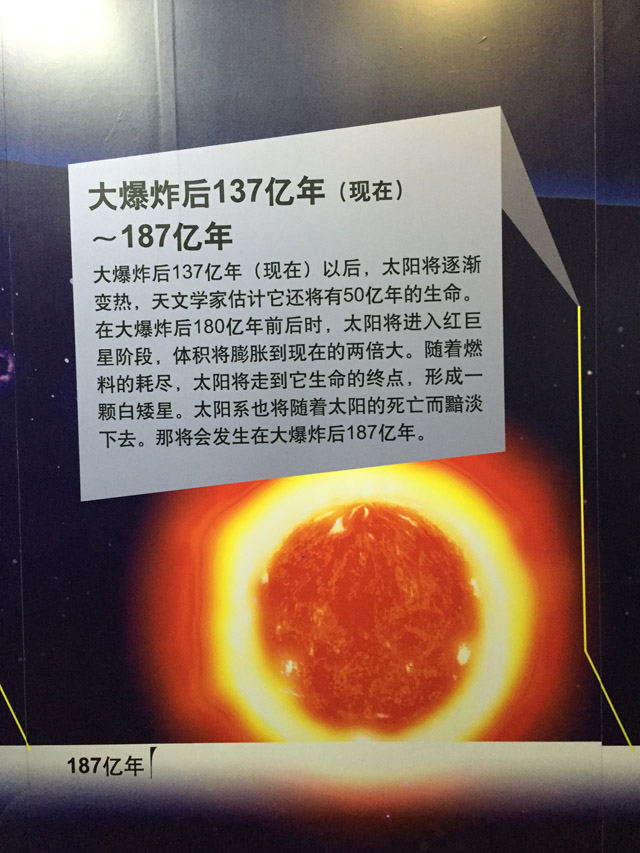 大爆炸后137亿年（现在）
～187亿年
大爆炸后137亿年（现在）以后，太阳将逐渐
变热，天文学家估计它还将有50亿年的生命。
在大爆炸后180亿年前后时，太阳将进入红巨
星阶段，体积将膨胀到现在的两倍大。随着燃
料的耗尽，太阳将走到它生命的终点，形成一
颗白矮星。太阳系也将随着太阳的死亡而黯淡
下去。那将会发生在大爆炸后187亿年。
187亿年